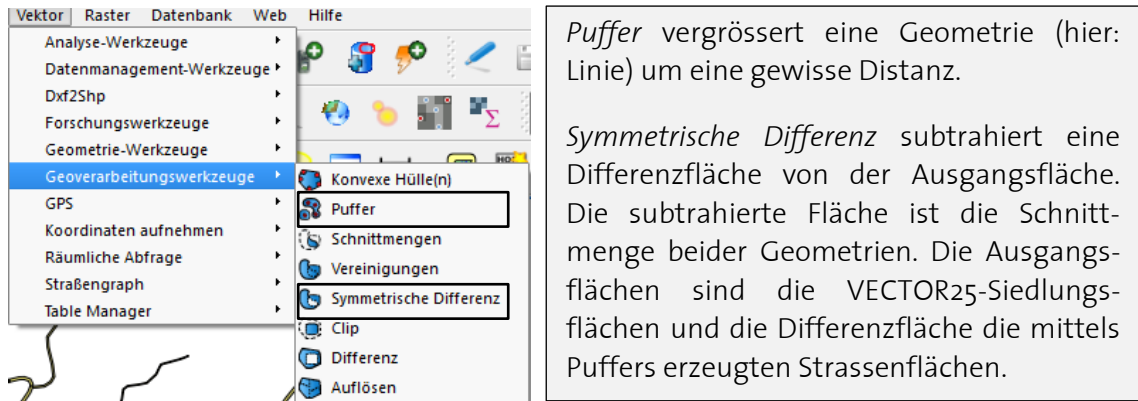 Vektor Raster Datenbank Web Hilfe
Analyse-Werkzeuge
Datenmanagement-Werkzeuge
Dxf2Shp
Forschungswerkzeuge
Geometrie-Werkzeuge
Geoverarbeitungswerkzeuge
GPS
Koordinaten aufnehmen
Räumliche Abfrage
Straßengraph
Table Manager
Konvexe Hülle(n)
Puffer
Schnittmengen
Vereinigungen
Symmetrische Differenz
Clip
Differenz
Auflösen
Puffer vergrössert eine Geometrie (hier:
Linie) um eine gewisse Distanz.
Symmetrische Differenz subtrahiert eine
Differenzfläche von der Ausgangsfläche.
Die subtrahierte Fläche ist die Schnitt-
menge beider Geometrien. Die Ausgangs-
flächen sind die VECTOR25-Siedlungs-
flächen und die Differenzfläche die mittels
Puffers erzeugten Strassenflächen.